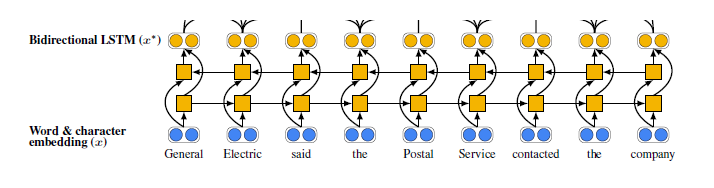 Bidirectional LSTM (x*)
Word & character
embedding (x)
General Electric said the Postal Service contacted the company